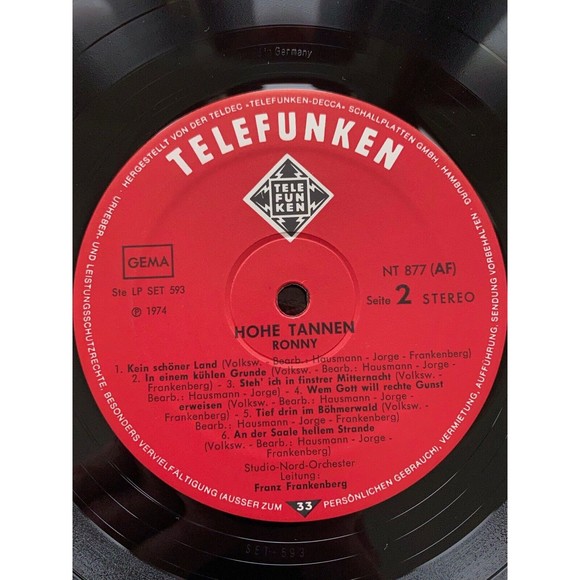 Germany
HERGESTELLT VON DER TELDEC »TELEFUNKEN-DECCA« SCHALLPLATTEN GMBH., HAMBURG
TELEFUNKEN
TELE
FUN
KEN
GEMA
Ste LP SET 593
Ⓟ 1974
NT 877 (AF)
Seite 2 STEREO
HOHE TANNEN
RONNY
1. Kein schöner Land (Volksw. - Bearb.: Hausmann - Jorge - Frankenberg)
2. In einem kühlen Grunde (Volksw. - Bearb.: Hausmann - Jorge -
Frankenberg) - 3. Steh' ich in finstrer Mitternacht (Volksw. -
Bearb.: Hausmann - Jorge) - 4. Wem Gott will rechte Gunst
erweisen (Volksw. - Bearb.: Hausmann - Jorge -
Frankenberg) - 5. Tief drin im Böhmerwald (Volksw. -
Bearb.: Hausmann - Jorge - Frankenberg)
6. An der Saale hellem Strande
(Volksw. - Bearb.: Hausmann - Jorge -
Frankenberg)
Studio-Nord-Orchester
Leitung:
Franz Frankenberg
33
URHEBER- UND LEISTUNGSSCHUTZRECHTE, BESONDERS VERVIELFÄLTIGUNG (AUSSER ZUM PERSÖNLICHEN GEBRAUCH), VERMIETUNG, AUFFÜHRUNG, SENDUNG VORBEHALTEN
SET-593